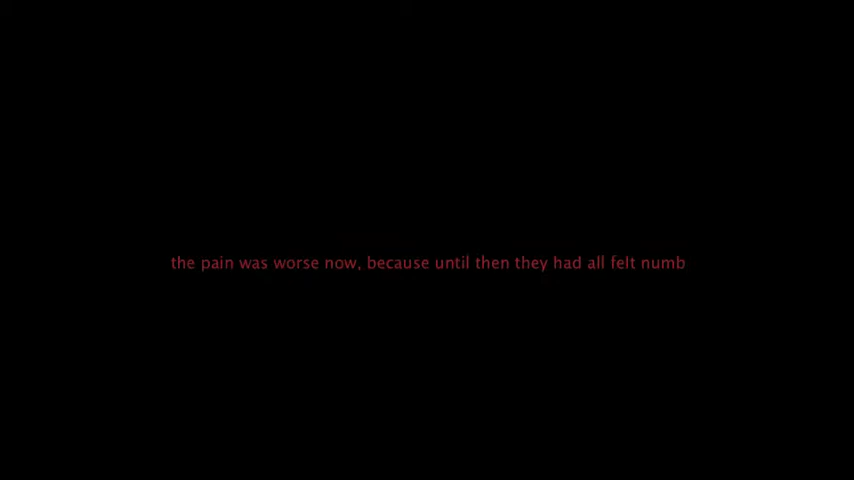 the pain was worse now, because until then they had all felt numb